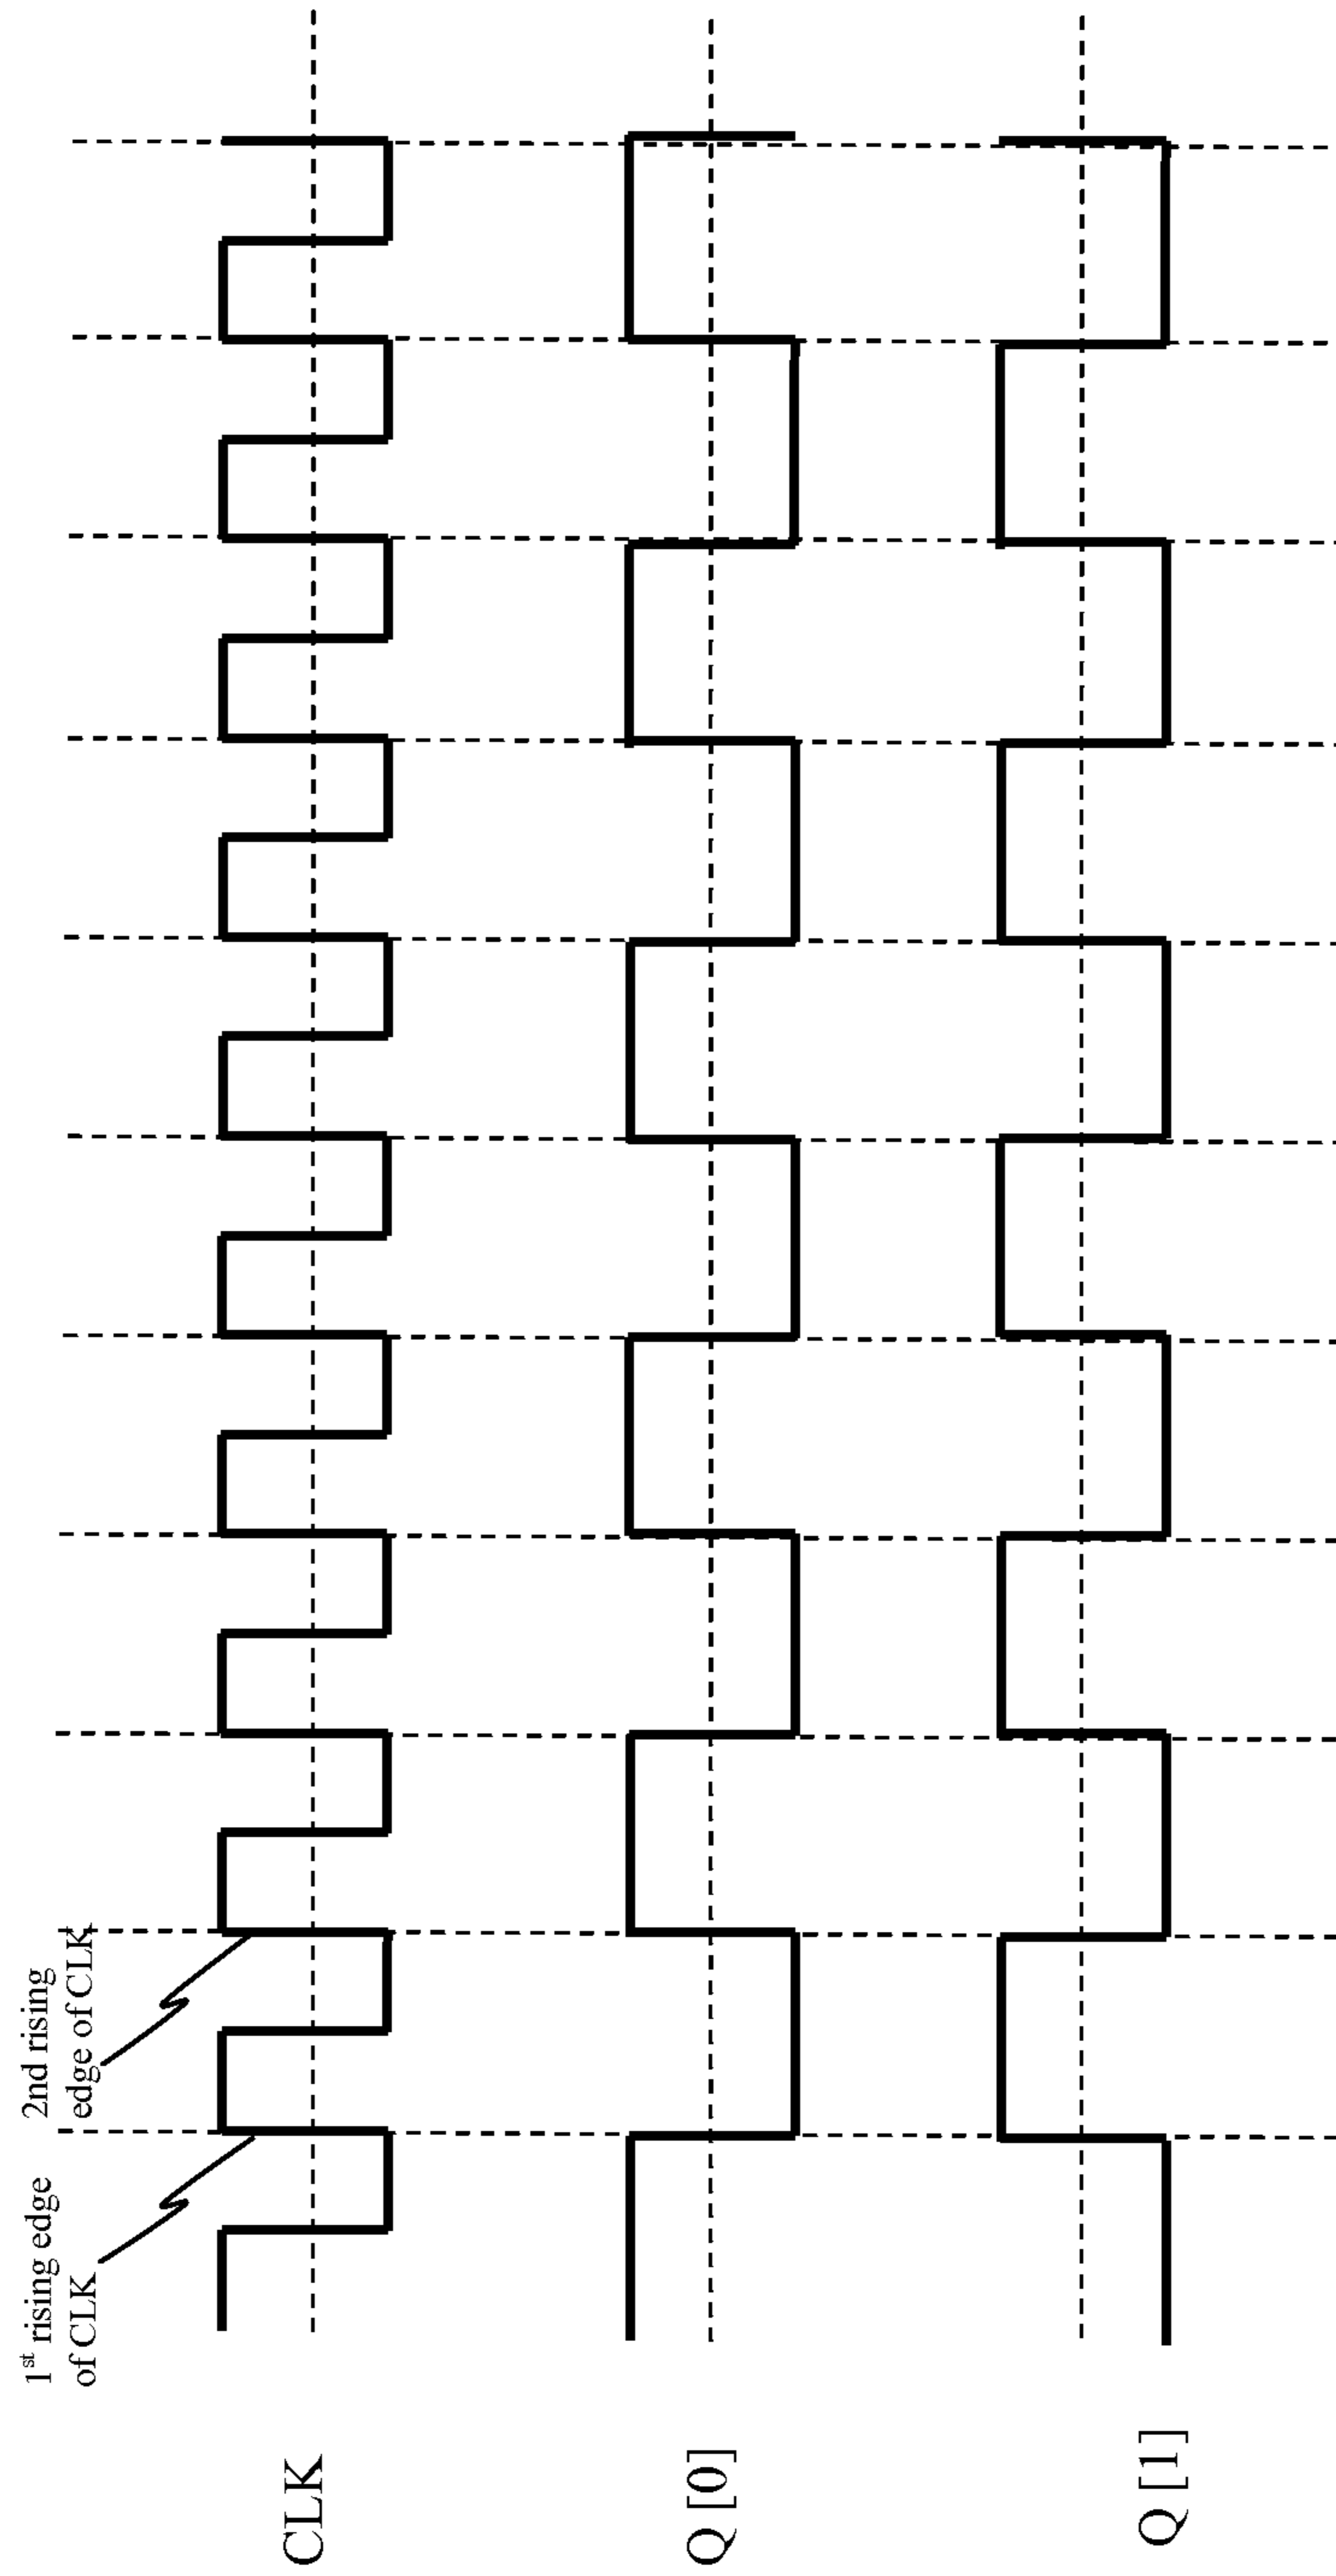 1st rising edge
of CLK
2nd rising
edge of CLK
CLK
Q [0]
Q [1]